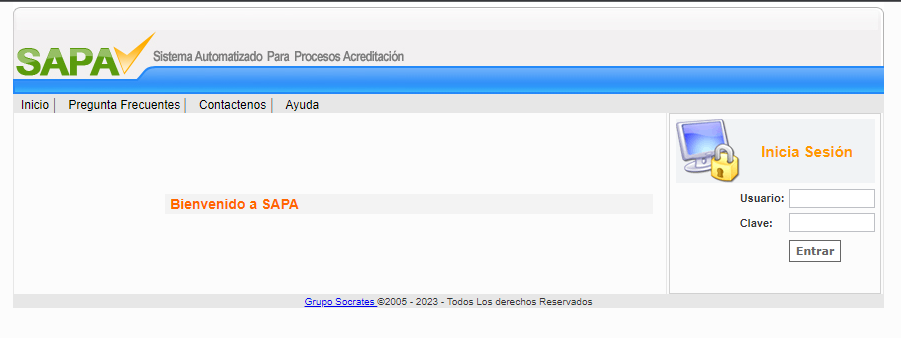 SAPA Sistema Automatizado Para Procesos Acreditación
Inicio | Pregunta Frecuentes | Contactenos | Ayuda
Inicia Sesión
Usuario:
Clave:
Entrar
Bienvenido a SAPA
Grupo Socrates ©2005 - 2023 - Todos Los derechos Reservados